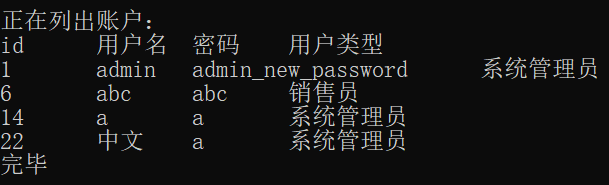 正在列出账户:
id 用户名 密码 用户类型
1 admin admin_new_password 系统管理员
6 abc abc 销售员
14 a a 系统管理员
22 中文 a 系统管理员
完毕